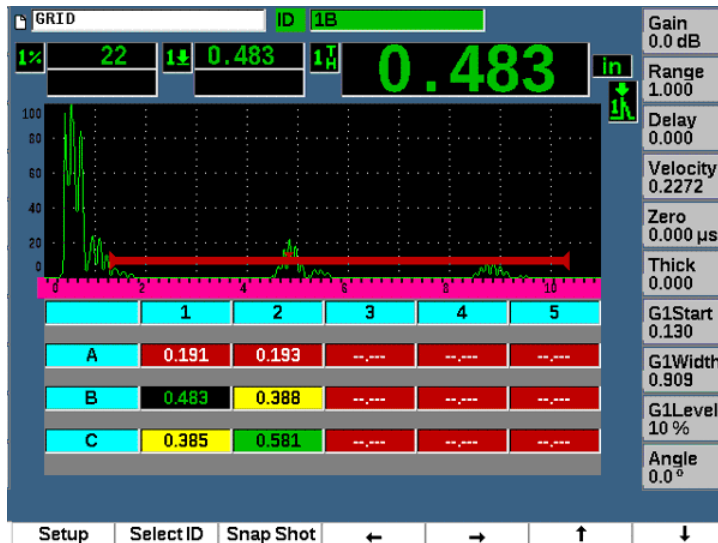 GRID ID 1B
1% 22 1 0.483 1 T H 0.483 in
1
100
80
60
40
20
0
0 2 4 6 8 10
1 2 3 4 5
A 0.191 0.193 --.--- --.--- --.---
B 0.483 0.388 --.--- --.--- --.---
C 0.385 0.581 --.--- --.--- --.---
Gain
0.0 dB
Range
1.000
Delay
0.000
Velocity
0.2272
Zero
0.000 µs
Thick
0.000
G1Start
0.130
G1Width
0.909
G1Level
10 %
Angle
0.0 º
Setup Select ID Snap Shot ← → ↑ ↓